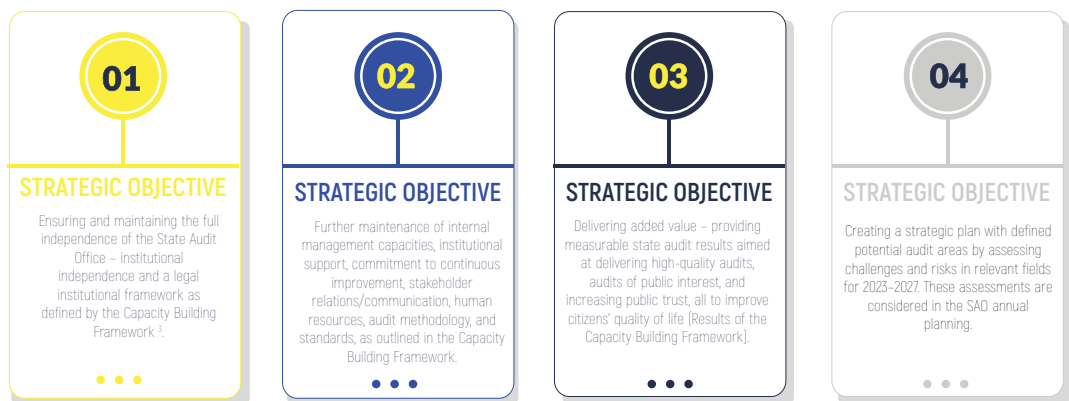 01
STRATEGIC OBJECTIVE
Ensuring and maintaining the full
independence of the State Audit
Office – institutional
independence and a legal
institutional framework as
defined by the Capacity Building
Framework ³.
02
STRATEGIC OBJECTIVE
Further maintenance of internal
management capacities, institutional
support, commitment to continuous
improvement, stakeholder
relations/communication, human
resources, audit methodology, and
standards, as outlined in the Capacity
Building Framework.
03
STRATEGIC OBJECTIVE
Delivering added value – providing
measurable state audit results aimed
at delivering high-quality audits,
audits of public interest, and
increasing public trust, all to improve
citizens' quality of life (Results of the
Capacity Building Framework).
04
STRATEGIC OBJECTIVE
Creating a strategic plan with defined
potential audit areas by assessing
challenges and risks in relevant fields
for 2023–2027. These assessments are
considered in the SAO annual
planning.